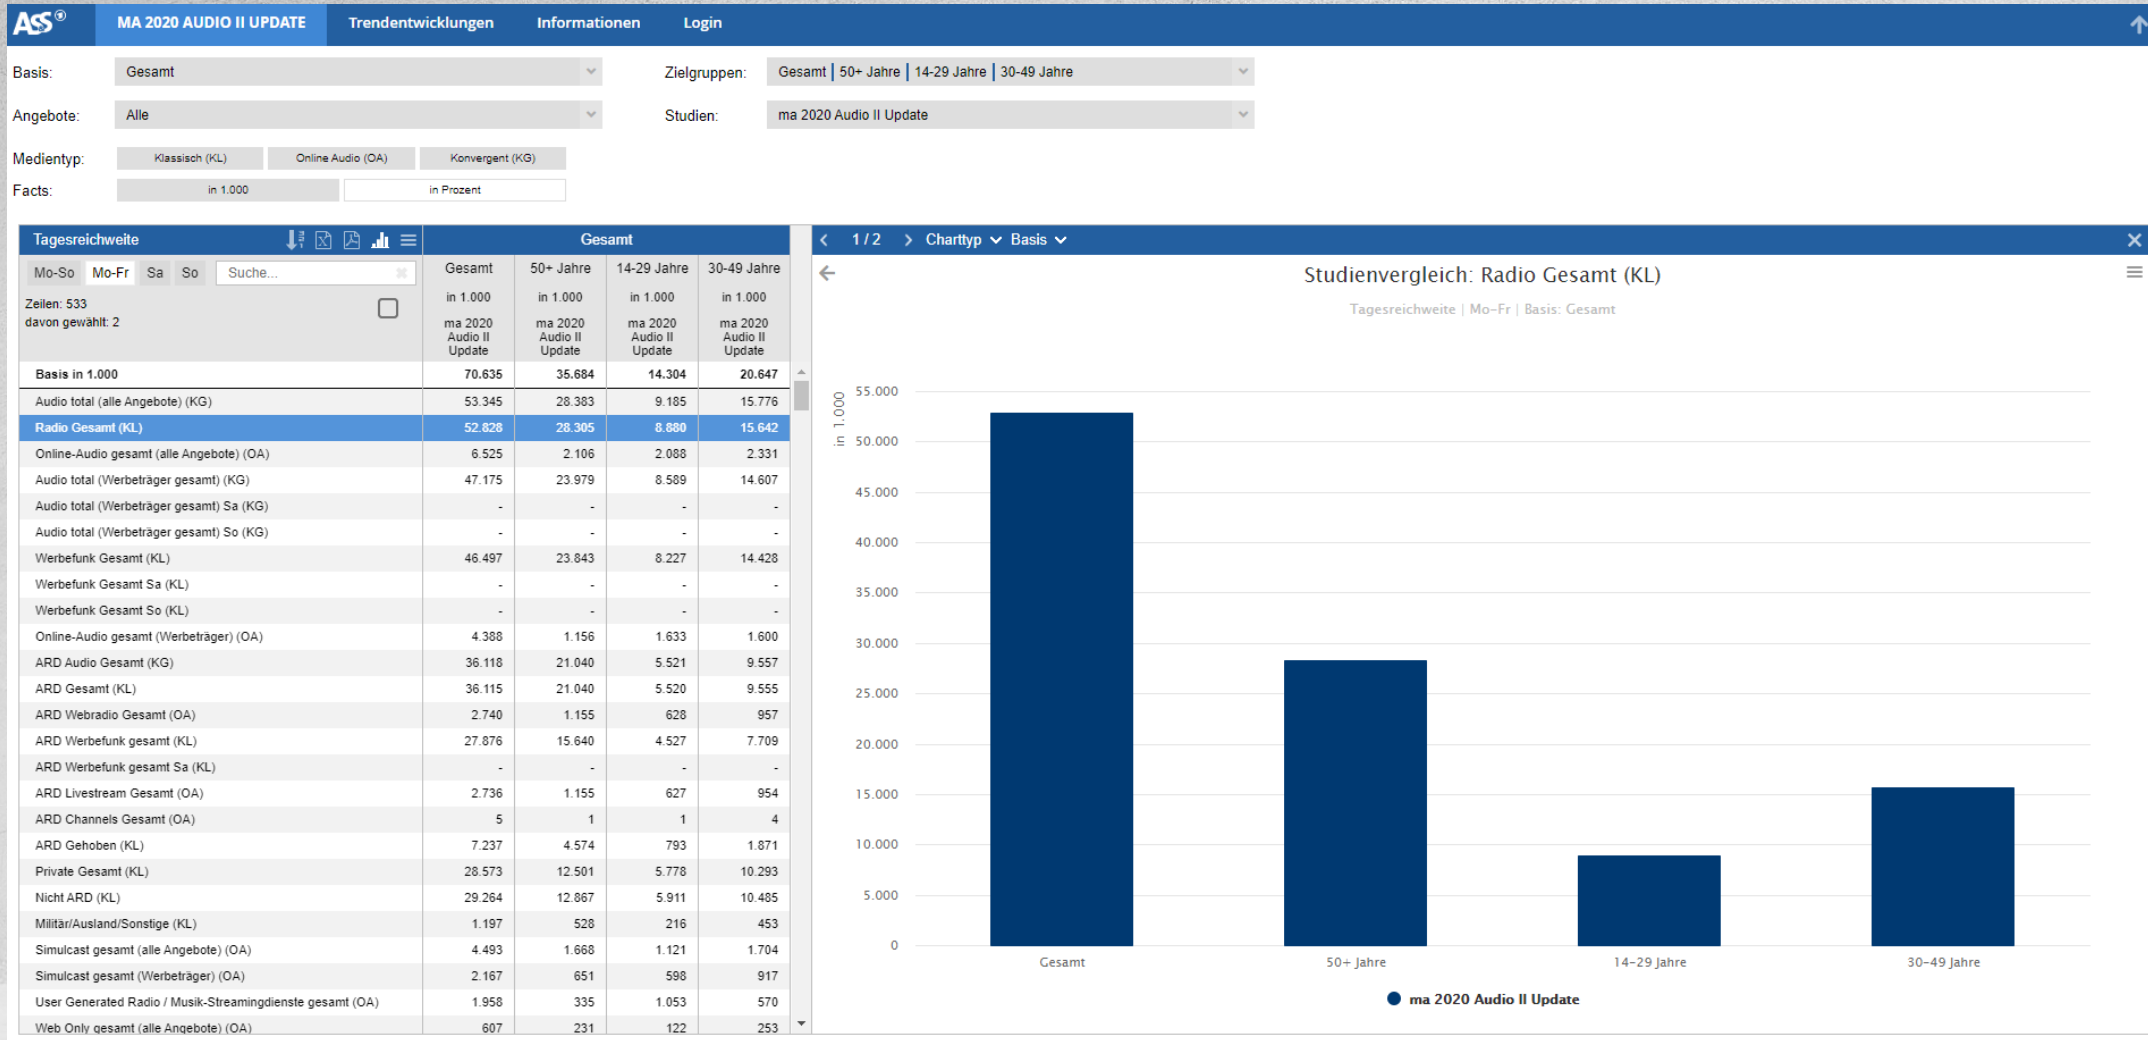 ASS®
MA 2020 AUDIO II UPDATE Trendentwicklungen Informationen Login
Basis: Gesamt Zielgruppen: Gesamt | 50+ Jahre | 14-29 Jahre | 30-49 Jahre
Angebote: Alle Studien: ma 2020 Audio II Update
Medientyp: Klassisch (KL) Online Audio (OA) Konvergent (KG)
Facts: in 1.000 in Prozent
Tagesreichweite Gesamt
Mo-So Mo-Fr Sa So Suche... Gesamt 50+ Jahre 14-29 Jahre 30-49 Jahre
Zeilen: 533 in 1.000 in 1.000 in 1.000 in 1.000
davon gewählt: 2 ma 2020 ma 2020 ma 2020 ma 2020
Audio II Audio II Audio II Audio II
Update Update Update Update
Basis in 1.000 70.635 35.684 14.304 20.647
Audio total (alle Angebote) (KG) 53.345 28.383 9.185 15.776
Radio Gesamt (KL) 52.828 28.305 8.880 15.642
Online-Audio gesamt (alle Angebote) (OA) 6.525 2.106 2.088 2.331
Audio total (Werbeträger gesamt) (KG) 47.175 23.979 8.589 14.607
Audio total (Werbeträger gesamt) Sa (KG) - - - -
Audio total (Werbeträger gesamt) So (KG) - - - -
Werbefunk Gesamt (KL) 46.497 23.843 8.227 14.428
Werbefunk Gesamt Sa (KL) - - - -
Werbefunk Gesamt So (KL) - - - -
Online-Audio gesamt (Werbeträger) (OA) 4.388 1.156 1.633 1.600
ARD Audio Gesamt (KG) 36.118 21.040 5.521 9.557
ARD Gesamt (KL) 36.115 21.040 5.520 9.555
ARD Webradio Gesamt (OA) 2.740 1.155 628 957
ARD Werbefunk gesamt (KL) 27.876 15.640 4.527 7.709
ARD Werbefunk gesamt Sa (KL) - - - -
ARD Livestream Gesamt (OA) 2.736 1.155 627 954
ARD Channels Gesamt (OA) 5 1 1 4
ARD Gehoben (KL) 7.237 4.574 793 1.871
Private Gesamt (KL) 28.573 12.501 5.778 10.293
Nicht ARD (KL) 29.264 12.867 5.911 10.485
Militär/Ausland/Sonstige (KL) 1.197 528 216 453
Simulcast gesamt (alle Angebote) (OA) 4.493 1.668 1.121 1.704
Simulcast gesamt (Werbeträger) (OA) 2.167 651 598 917
User Generated Radio / Musik-Streamingdienste gesamt (OA) 1.958 335 1.053 570
Web Only gesamt (alle Angebote) (OA) 607 231 122 253
1 / 2 Charttyp Basis
Studienvergleich: Radio Gesamt (KL)
Tagesreichweite | Mo-Fr | Basis: Gesamt
in 1.000
55.000
50.000
45.000
40.000
35.000
30.000
25.000
20.000
15.000
10.000
5.000
0
Gesamt 50+ Jahre 14-29 Jahre 30-49 Jahre
ma 2020 Audio II Update